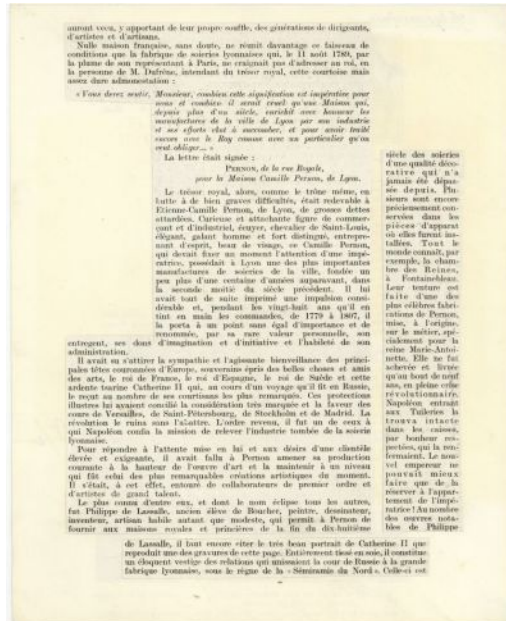 auront vécu, y apportant de leur propre souffle, des générations de dirigeants,
d'artistes et d'artisans.
Nulle maison française, sans doute, ne réunit davantage ce faisceau de
conditions que la fabrique de soieries lyonnaises qui, le 11 août 1789, par
la plume de son représentant à Paris, ne craignait pas d'adresser au roi, en
la personne de M. Dufrêne, intendant du trésor royal, cette courtoise mais
assez dure admonestation :
« Vous devez sentir, Monsieur, combien cette signification est impérative pour
nous et combien il serait cruel qu'une Maison qui,
depuis plus d'un siècle, enrichit avec honneur les
manufactures de la ville de Lyon par son industrie
et ses efforts vînt à succomber, et pour avoir traité
encore avec le Roy comme avec un particulier qu'on
croit obliger... »
La lettre était signée :
PERNON, de la rue Royale,
pour la Maison Camille Pernon, de Lyon.
Le trésor royal, alors, comme le trône même, en
butte à de bien graves difficultés, était redevable à
Etienne-Camille Pernon, de Lyon, de grosses dettes
attardées. Curieuse et attachante figure de commer-
çant et d'industriel, écuyer, chevalier de Saint-Louis,
élégant, galant homme et fort distingué, entrepre-
nant d'esprit, beau de visage, ce Camille Pernon,
qui devait fixer un moment l'attention d'une impé-
ratrice, possédait à Lyon une des plus importantes
manufactures de soieries de la ville, fondée un
peu plus d'une centaine d'années auparavant, dans
la seconde moitié du siècle précédent. Il lui
avait tout de suite imprimé une impulsion consi-
dérable et, pendant les vingt-huit ans qu'il en
tint en main les commandes, de 1779 à 1807, il
la porta à un point sans égal d'importance et de
renommée, par sa rare valeur personnelle, son
entregent, ses dons d'imagination et d'initiative et l'habileté de son
administration.
Il avait su s'attirer la sympathie et l'agissante bienveillance des princi-
pales têtes couronnées d'Europe, souverains épris des belles choses et amis
des arts, le roi de France, le roi d'Espagne, le roi de Suède et cette
ardente tsarine Catherine II qui, au cours d'un voyage qu'il fit en Russie,
le reçut au nombre de ses courtisans les plus remarqués. Ces protections
illustres lui avaient concilié la considération très marquée et la faveur des
cours de Versailles, de Saint-Pétersbourg, de Stockholm et de Madrid. La
révolution le ruina sans l'abattre. L'ordre revenu, il fut un de ceux à
qui Napoléon confia la mission de relever l'industrie tombée de la soierie
lyonnaise.
Pour répondre à l'attente mise en lui et aux désirs d'une clientèle
élevée et exigeante, il avait fallu à Pernon amener sa production
courante à la hauteur de l'œuvre d'art et la maintenir à un niveau
qui fût celui des plus remarquables créations artistiques du moment.
Il s'était, à cet effet, entouré de collaborateurs de premier ordre et
d'artistes de grand talent.
Le plus connu d'entre eux, et dont le nom éclipse tous les autres,
fut Philippe de Lassalle, ancien élève de Boucher, peintre, dessinateur,
inventeur, artisan habile autant que modeste, qui permit à Pernon de
fournir aux maisons royales et princières de la fin du dix-huitième
siècle des soieries
d'une qualité déco-
rative qui n'a
jamais été dépas-
sée depuis. Plu-
sieurs sont encore
précieusement con-
servées dans les
pièces d'apparat
où elles furent ins-
tallées. Tout le
monde connaît, par
exemple, la cham-
bre des Reines,
à Fontainebleau.
Leur tenture est
faite d'une des
plus célèbres fabri-
cations de Pernon,
mise, à l'origine,
sur le métier, spé-
cialement pour la
reine Marie-Antoi-
nette. Elle ne fut
achevée et livrée
qu'au bout de neuf
ans, en pleine crise
révolutionnaire.
Napoléon entrant
aux Tuileries la
trouva intacte
dans les caisses,
par bonheur res-
pectées, qui la ren-
fermaient. Le nou-
vel empereur ne
pouvait mieux
faire que de la
réserver à l'appar-
tement de l'impé-
ratrice ! Au nombre
des œuvres nota-
bles de Philippe
de Lassalle, il faut encore citer le très beau portrait de Catherine II que
reproduit une des gravures de cette page. Entièrement tissé en soie, il constitue
un éloquent vestige des relations qui unissaient la cour de Russie à la grande
fabrique lyonnaise, sous le règne de la « Sémiramis du Nord ». Celle-ci est